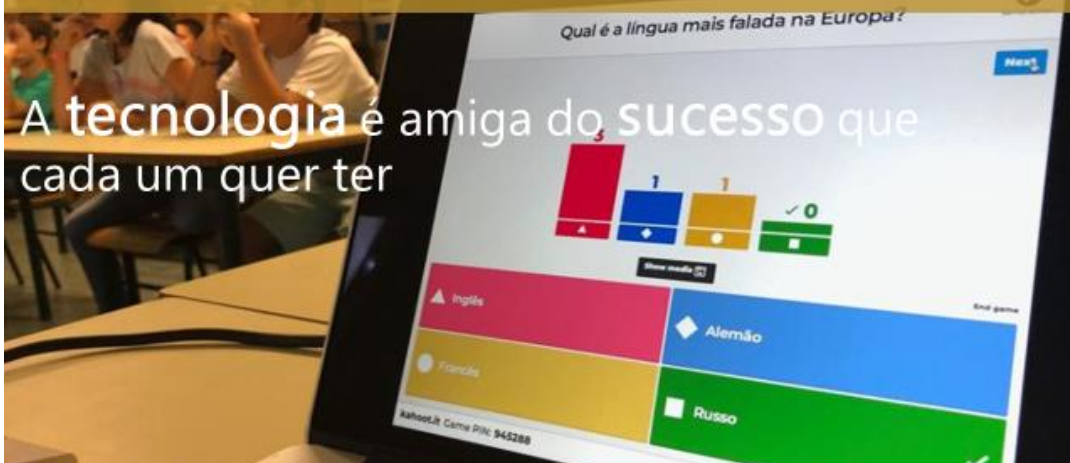 Qual é a língua mais falada na Europa?
Next
A tecnologia é amiga do sucesso que
cada um quer ter
3
1
1
0
Show media
End game
Inglês
Alemão
Francês
Russo
kahoot.it Game PIN: 945288